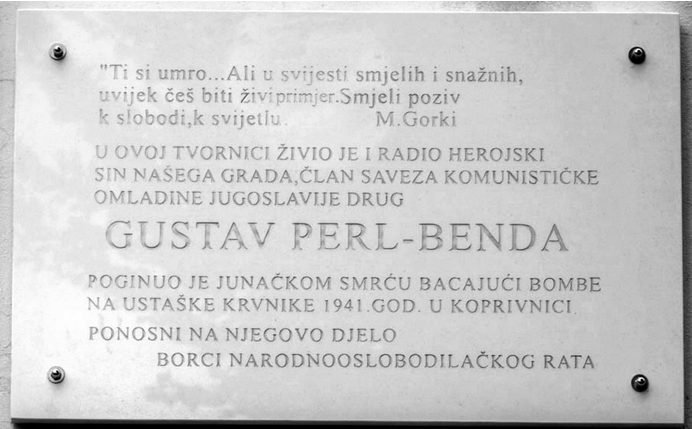 "Ti si umro...Ali u svijesti smjelih i snažnih,
uvijek češ biti živi primjer.Smjeli poziv
k slobodi,k svijetlu. M.Gorki
U OVOJ TVORNICI ŽIVIO JE I RADIO HEROJSKI
SIN NAŠEGA GRADA,ČLAN SAVEZA KOMUNISTIČKE
OMLADINE JUGOSLAVIJE DRUG
GUSTAV PERL-BENDA
POGINUO JE JUNAČKOM SMRĆU BACAJUĆI BOMBE
NA USTAŠKE KRVNIKE 1941.GOD. U KOPRIVNICI
PONOSNI NA NJEGOVO DJELO
BORCI NARODNOOSLOBODILAČKOG RATA